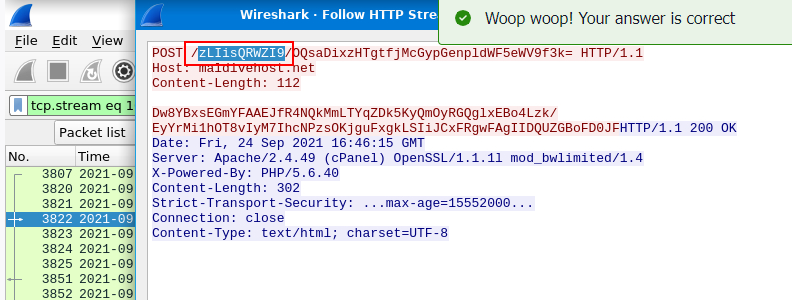 Wireshark · Follow HTTP Strea
Woop woop! Your answer is correct
File Edit View
tcp.stream eq 1
Packet list
No. Time
3807 2021-09
3820 2021-09
3821 2021-09
3822 2021-09
3823 2021-09
3824 2021-09
3825 2021-09
3851 2021-09
3852 2021-09
POST /zLIisQRWZI9/OQsaDixzHTgtfjMcGypGenpldWF5eWV9f3k= HTTP/1.1
Host: maldivehost.net
Content-Length: 112
Dw8YBxsEGmYFAAEJfR4NQkMmLTYqZDk5KyQmOyRGQglxEBo4Lzk/
EyYrMi1hOT8vIyM7IhcNPzsOKjguFxgkLSIiJCxFRgwFAgIIDQUZGBoFD0JFHTTP/1.1 200 OK
Date: Fri, 24 Sep 2021 16:46:15 GMT
Server: Apache/2.4.49 (cPanel) OpenSSL/1.1.1l mod_bwlimited/1.4
X-Powered-By: PHP/5.6.40
Content-Length: 302
Strict-Transport-Security: ...max-age=15552000...
Connection: close
Content-Type: text/html; charset=UTF-8